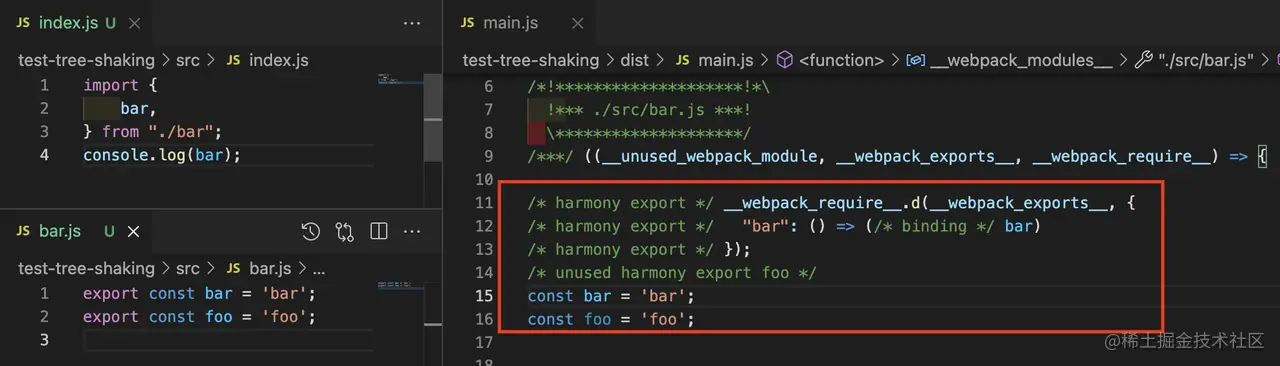 JS index.js U ...
test-tree-shaking > src > JS index.js
1 import {
2 bar,
3 } from "./bar";
4 console.log(bar);
JS bar.js U × ...
test-tree-shaking > src > JS bar.js > ...
1 export const bar = 'bar';
2 export const foo = 'foo';
3
JS main.js ×
test-tree-shaking > dist > JS main.js > <function> > __webpack_modules__ > "./src/bar.js" >
6 /*!********************!*\
7 !*** ./src/bar.js ***!
8 \********************/
9 /***/ ((__unused_webpack_module, __webpack_exports__, __webpack_require__) => {
10
11 /* harmony export */ __webpack_require__.d(__webpack_exports__, {
12 /* harmony export */   "bar": () => (/* binding */ bar)
13 /* harmony export */ });
14 /* unused harmony export foo */
15 const bar = 'bar';
16 const foo = 'foo';
17
18
@稀土掘金技术社区